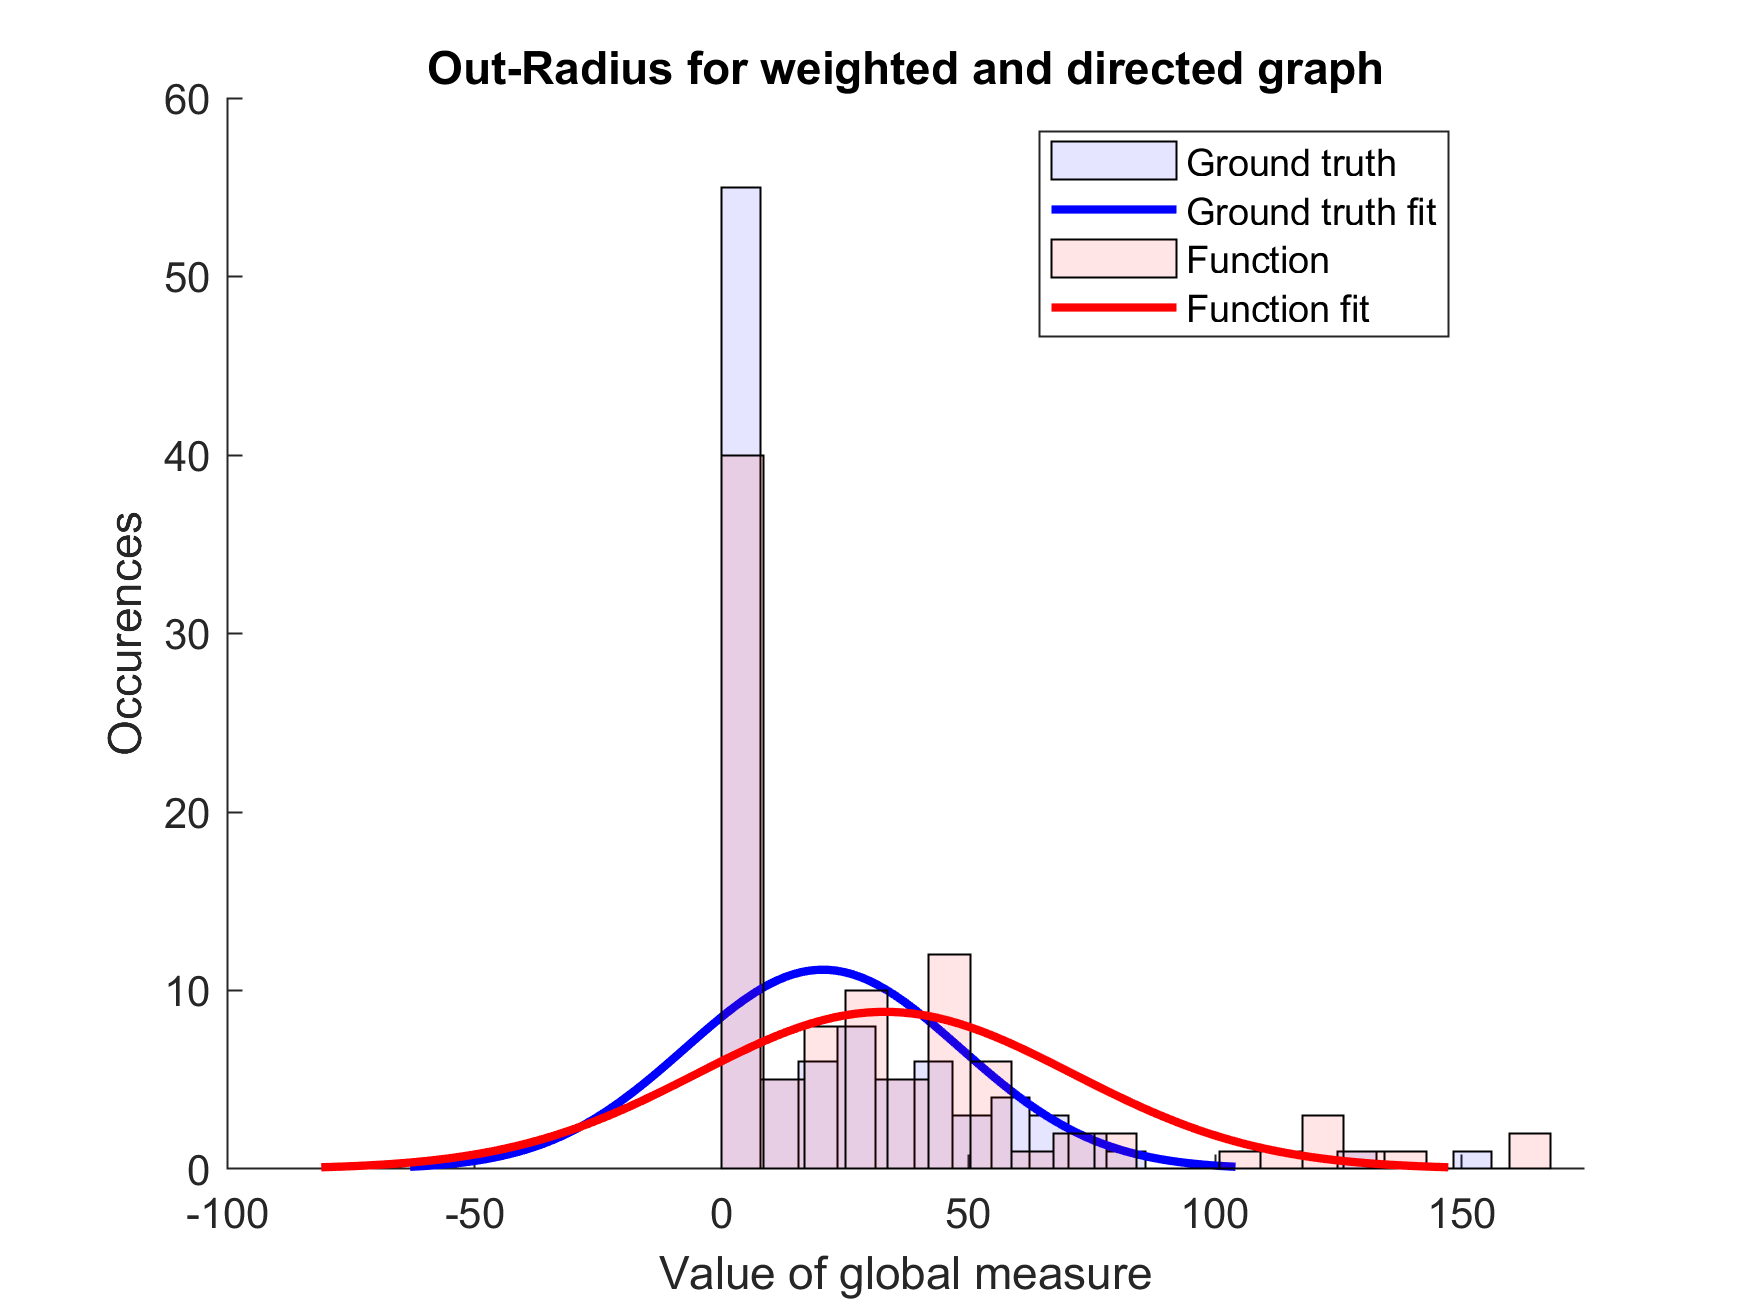 Out-Radius for weighted and directed graph
60
50
40
30
20
10
0
Occurences
Ground truth
Ground truth fit
Function
Function fit
-100 -50 0 50 100 150
Value of global measure